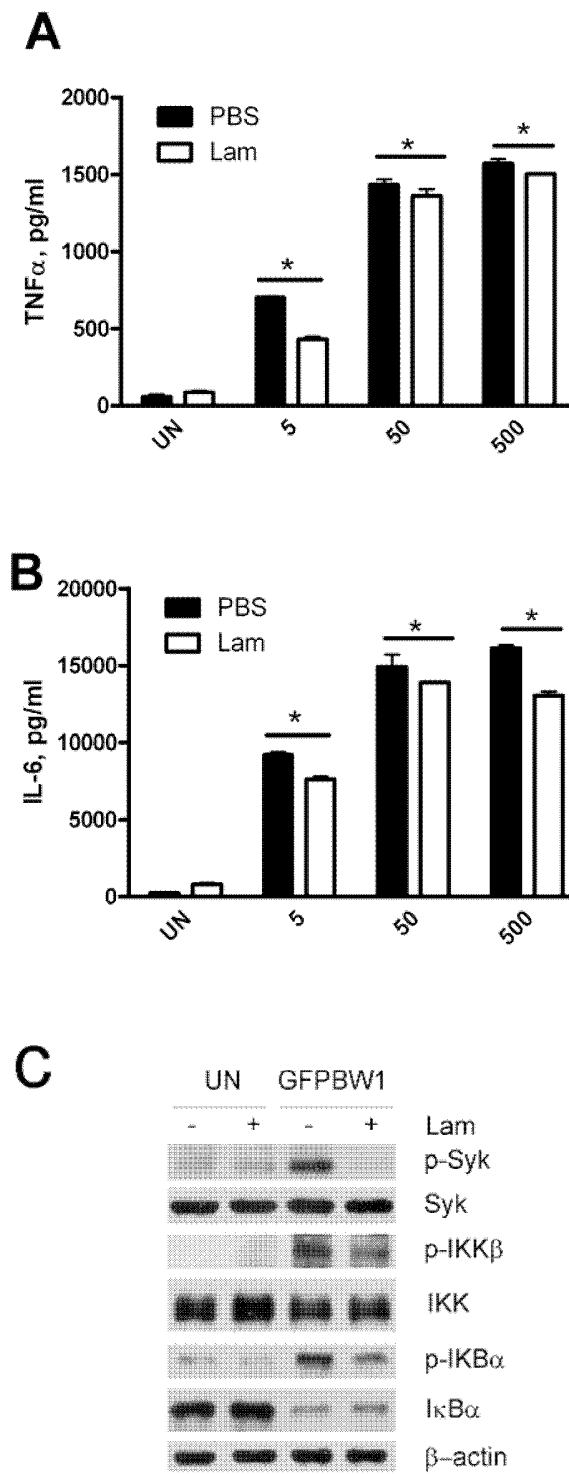 A
2000
PBS
Lam
1500
1000
500
0
TNFα, pg/ml
*
*
*
UN
5
50
500
B
20000
PBS
Lam
15000
10000
5000
0
IL-6, pg/ml
*
*
*
UN
5
50
500
C
UN GFPBW1
- + - + Lam
p-Syk
Syk
p-IKKβ
IKK
p-IKBα
IκBα
β-actin